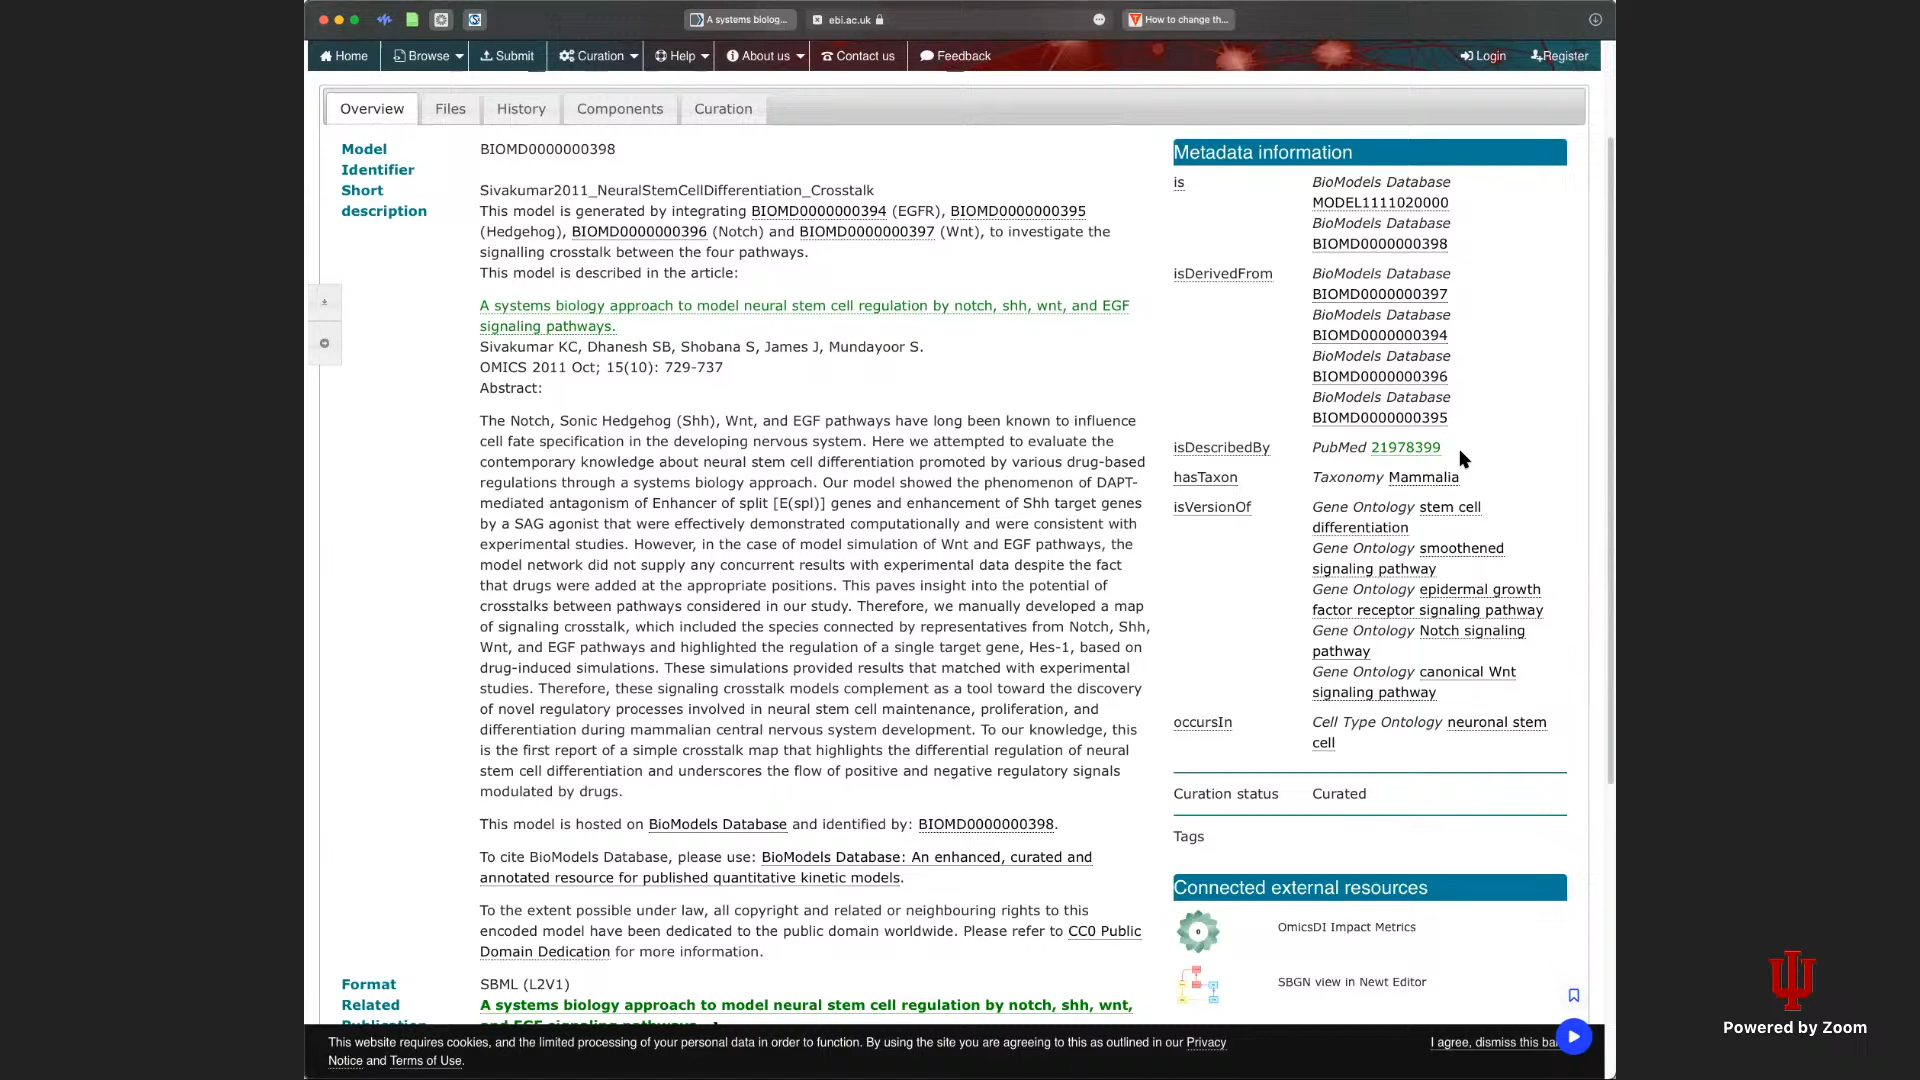 A systems biolog...
ebi.ac.uk
How to change th...
Home
Browse
Submit
Curation
Help
About us
Contact us
Feedback
Login
Register
Overview
Files
History
Components
Curation
Model
Identifier
BIOMD0000000398
Short
description
Sivakumar2011_NeuralStemCellDifferentiation_Crosstalk
This model is generated by integrating BIOMD0000000394 (EGFR), BIOMD0000000395
(Hedgehog), BIOMD0000000396 (Notch) and BIOMD0000000397 (Wnt), to investigate the
signalling crosstalk between the four pathways.
This model is described in the article:
A systems biology approach to model neural stem cell regulation by notch, shh, wnt, and EGF
signaling pathways.
Sivakumar KC, Dhanesh SB, Shobana S, James J, Mundayoor S.
OMICS 2011 Oct; 15(10): 729-737
Abstract:
The Notch, Sonic Hedgehog (Shh), Wnt, and EGF pathways have long been known to influence
cell fate specification in the developing nervous system. Here we attempted to evaluate the
contemporary knowledge about neural stem cell differentiation promoted by various drug-based
regulations through a systems biology approach. Our model showed the phenomenon of DAPT-
mediated antagonism of Enhancer of split [E(spl)] genes and enhancement of Shh target genes
by a SAG agonist that were effectively demonstrated computationally and were consistent with
experimental studies. However, in the case of model simulation of Wnt and EGF pathways, the
model network did not supply any concurrent results with experimental data despite the fact
that drugs were added at the appropriate positions. This paves insight into the potential of
crosstalks between pathways considered in our study. Therefore, we manually developed a map
of signaling crosstalk, which included the species connected by representatives from Notch, Shh,
Wnt, and EGF pathways and highlighted the regulation of a single target gene, Hes-1, based on
drug-induced simulations. These simulations provided results that matched with experimental
studies. Therefore, these signaling crosstalk models complement as a tool toward the discovery
of novel regulatory processes involved in neural stem cell maintenance, proliferation, and
differentiation during mammalian central nervous system development. To our knowledge, this
is the first report of a simple crosstalk map that highlights the differential regulation of neural
stem cell differentiation and underscores the flow of positive and negative regulatory signals
modulated by drugs.
This model is hosted on BioModels Database and identified by: BIOMD0000000398.
To cite BioModels Database, please use: BioModels Database: An enhanced, curated and
annotated resource for published quantitative kinetic models.
To the extent possible under law, all copyright and related or neighbouring rights to this
encoded model have been dedicated to the public domain worldwide. Please refer to CC0 Public
Domain Dedication for more information.
Format
SBML (L2V1)
Related
Publication
A systems biology approach to model neural stem cell regulation by notch, shh, wnt,
and EGF signaling pathways.
Metadata information
is
BioModels Database
MODEL1111020000
BioModels Database
BIOMD0000000398
isDerivedFrom
BioModels Database
BIOMD0000000397
BioModels Database
BIOMD0000000394
BioModels Database
BIOMD0000000396
BioModels Database
BIOMD0000000395
isDescribedBy
PubMed 21978399
hasTaxon
Taxonomy Mammalia
isVersionOf
Gene Ontology stem cell
differentiation
Gene Ontology smoothened
signaling pathway
Gene Ontology epidermal growth
factor receptor signaling pathway
Gene Ontology Notch signaling
pathway
Gene Ontology canonical Wnt
signaling pathway
occursIn
Cell Type Ontology neuronal stem
cell
Curation status
Curated
Tags
Connected external resources
0
OmicsDI Impact Metrics
SBGN view in Newt Editor
This website requires cookies, and the limited processing of your personal data in order to function. By using the site you are agreeing to this as outlined in our Privacy
Notice and Terms of Use.
I agree, dismiss this ba
Powered by Zoom